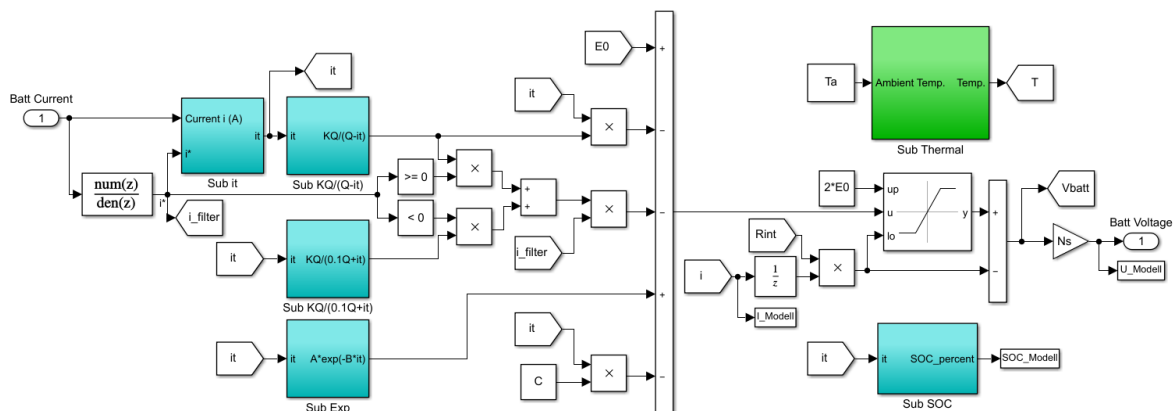 Batt Current
1
num(z)
den(z)
i*
i_filter
it
Current i (A)
it
i*
Sub it
it
KQ/(Q-it)
Sub KQ/(Q-it)
>= 0
< 0
×
×
+
+
it
it
KQ/(0.1Q+it)
Sub KQ/(0.1Q+it)
it
it
A*exp(-B*it)
Sub Exp
E0
it
×
i_filter
×
it
C
×
+
−
−
+
−
Ta
Ambient Temp.
Temp.
Sub Thermal
T
2*E0
up
u
lo
y
Rint
×
i
1
z
I_Modell
+
−
Vbatt
Ns
Batt Voltage
1
U_Modell
it
it
SOC_percent
Sub SOC
SOC_Modell